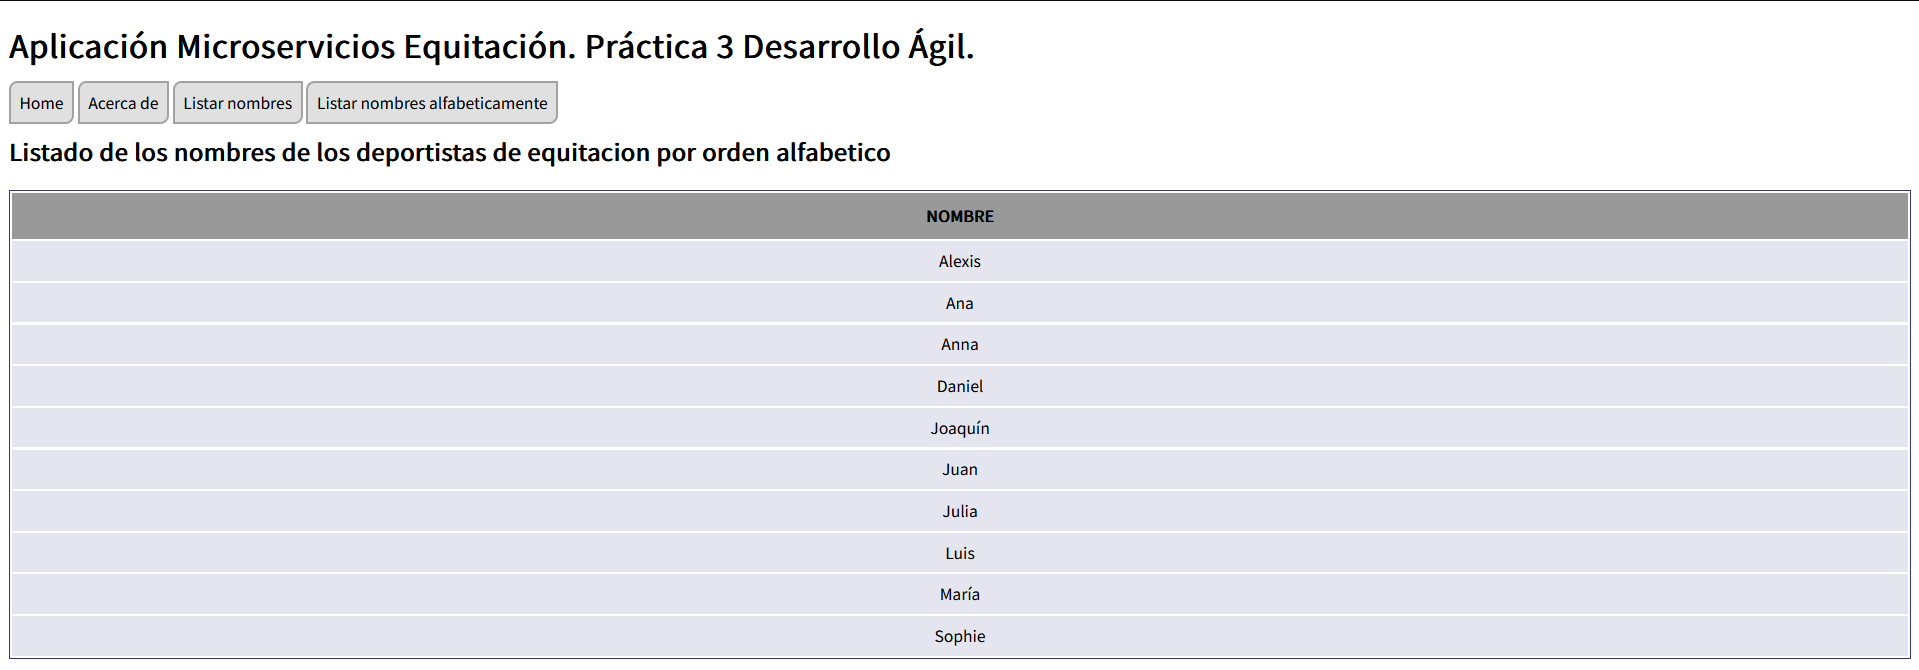 Aplicación Microservicios Equitación. Práctica 3 Desarrollo Ágil.
Home Acerca de Listar nombres Listar nombres alfabeticamente
Listado de los nombres de los deportistas de equitacion por orden alfabetico
NOMBRE
Alexis
Ana
Anna
Daniel
Joaquín
Juan
Julia
Luis
María
Sophie